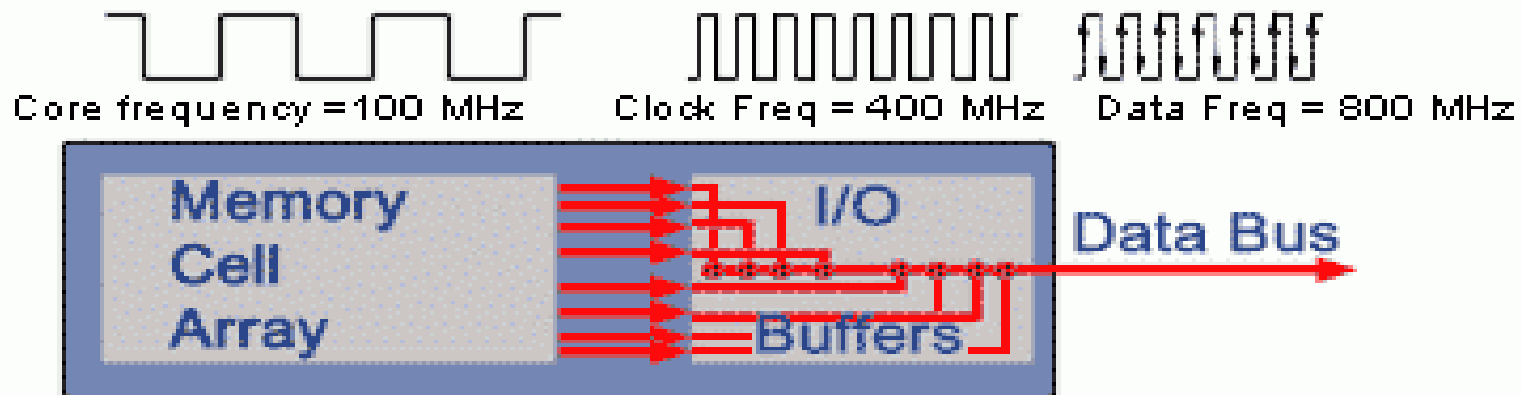 Core frequency =100 MHz
Clock Freq = 400 MHz
Data Freq = 800 MHz
Memory
Cell
Array
I/O
Buffers
Data Bus